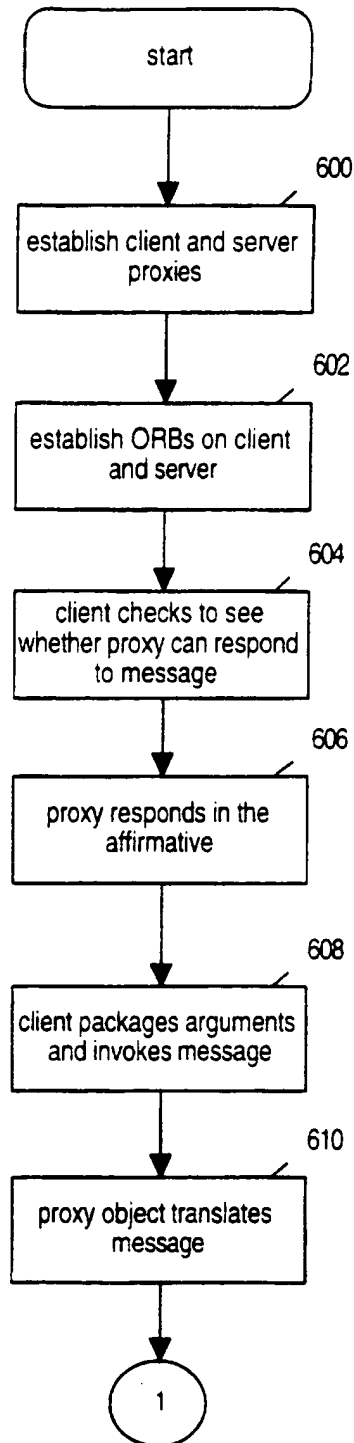 start
600
establish client and server
proxies
602
establish ORBs on client
and server
604
client checks to see
whether proxy can respond
to message
606
proxy responds in the
affirmative
608
client packages arguments
and invokes message
610
proxy object translates
message
1